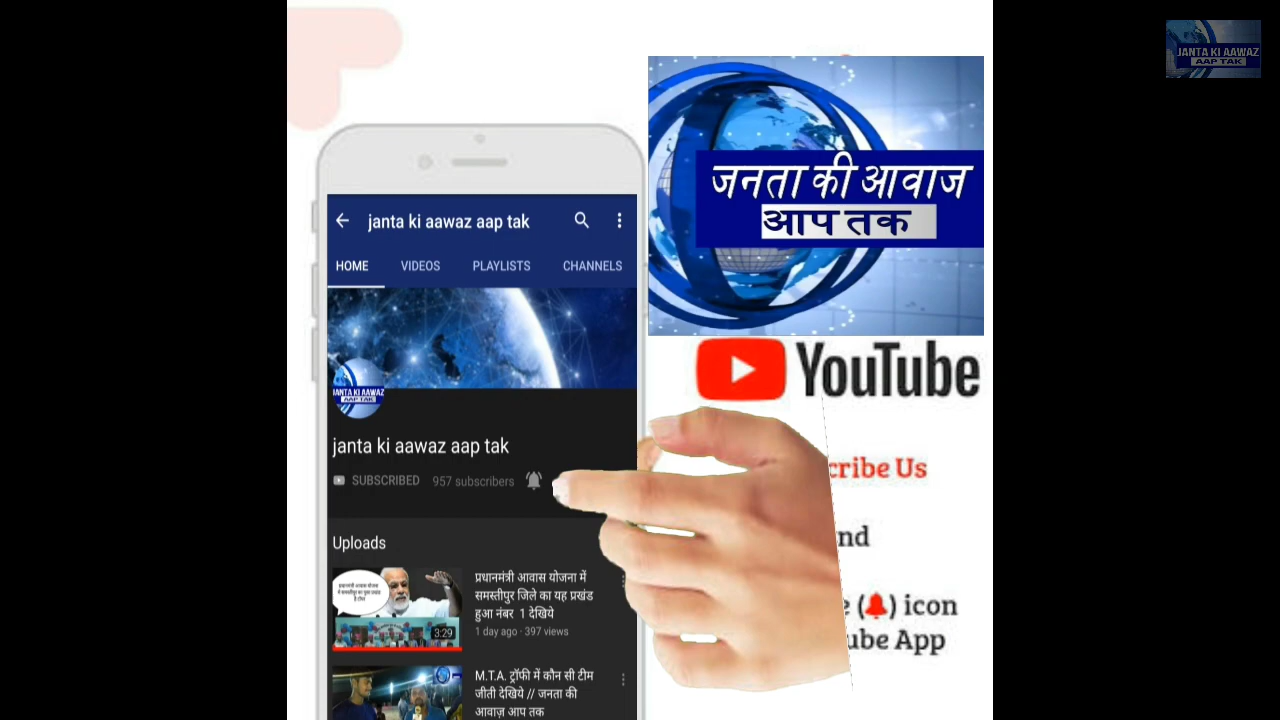 JANTA KI AAWAZ
AAP TAK
जनता की आवाज
आप तक
janta ki aawaz aap tak
HOME VIDEOS PLAYLISTS CHANNELS
JANTA KI AAWAZ
AAP TAK
YouTube
janta ki aawaz aap tak
SUBSCRIBED 957 subscribers
cribe Us
nd
e ( ) icon
ube App
Uploads
प्रधानमंत्री आवास योजना में
समस्तीपुर जिले का यह प्रखंड
हुआ नंबर 1 देखिये
1 day ago · 397 views
3:29
M.T.A. ट्रॉफी में कौन सी टीम
जीती देखिये // जनता की
आवाज़ आप तक